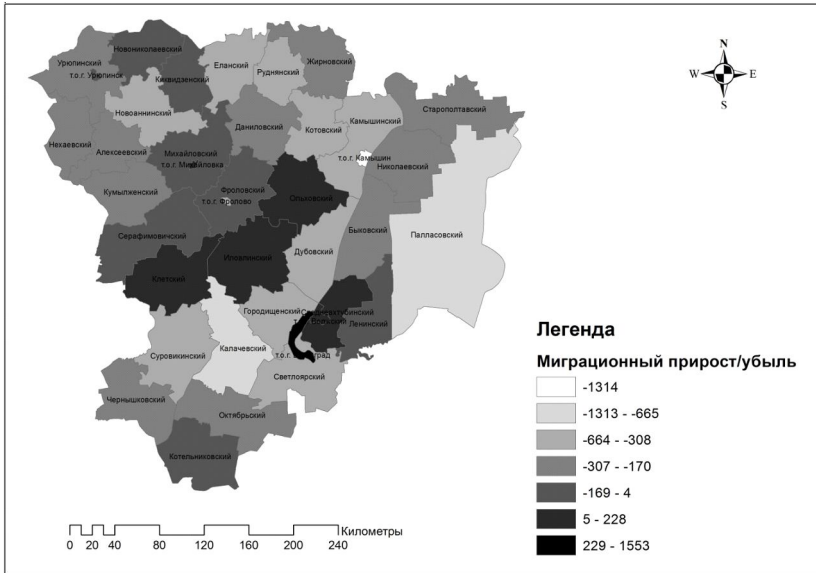 N
W E
S
Новониколаевский
Урюпинский
т.о.г. Урюпинск
Киквидзенский
Еланский
Руднянский
Жирновский
Новоаннинский
Старополтавский
Даниловский
Котовский
Камышинский
Нехаевский
Алексеевский
Михайловский
т.о.г. Михайловка
т.о.г. Камышин
Николаевский
Кумылженский
Фроловский
т.о.г. Фролово
Ольховский
Серафимовичский
Быковский
Палласовский
Иловлинский
Дубовский
Клетский
Городищенский
Ленинский
Калачевский
Суровикинский
Светлоярский
Чернышковский
Октябрьский
Котельниковский
Легенда
Миграционный прирост/убыль
-1314
-1313 - -665
-664 - -308
-307 - -170
-169 - 4
5 - 228
229 - 1553
Километры
0 20 40 80 120 160 200 240